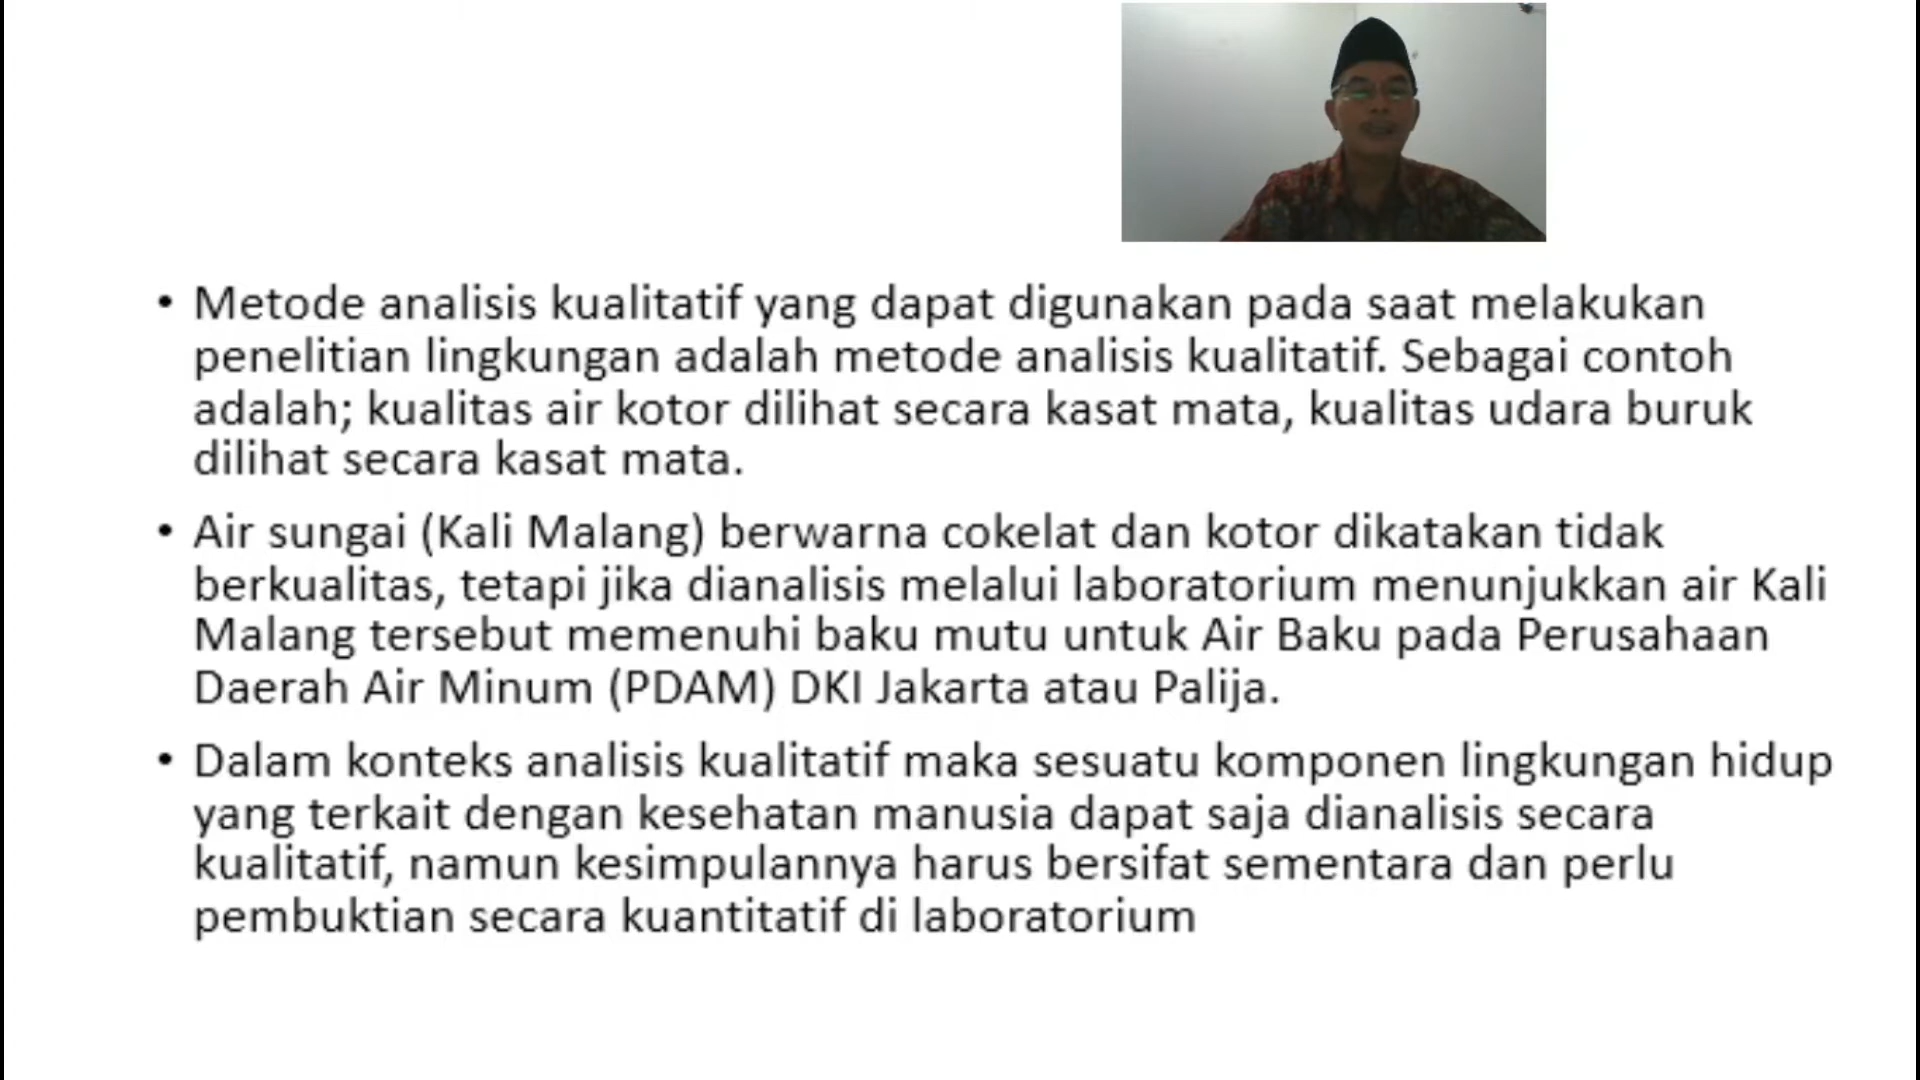 • Metode analisis kualitatif yang dapat digunakan pada saat melakukan
penelitian lingkungan adalah metode analisis kualitatif. Sebagai contoh
adalah; kualitas air kotor dilihat secara kasat mata, kualitas udara buruk
dilihat secara kasat mata.
• Air sungai (Kali Malang) berwarna cokelat dan kotor dikatakan tidak
berkualitas, tetapi jika dianalisis melalui laboratorium menunjukkan air Kali
Malang tersebut memenuhi baku mutu untuk Air Baku pada Perusahaan
Daerah Air Minum (PDAM) DKI Jakarta atau Palija.
• Dalam konteks analisis kualitatif maka sesuatu komponen lingkungan hidup
yang terkait dengan kesehatan manusia dapat saja dianalisis secara
kualitatif, namun kesimpulannya harus bersifat sementara dan perlu
pembuktian secara kuantitatif di laboratorium